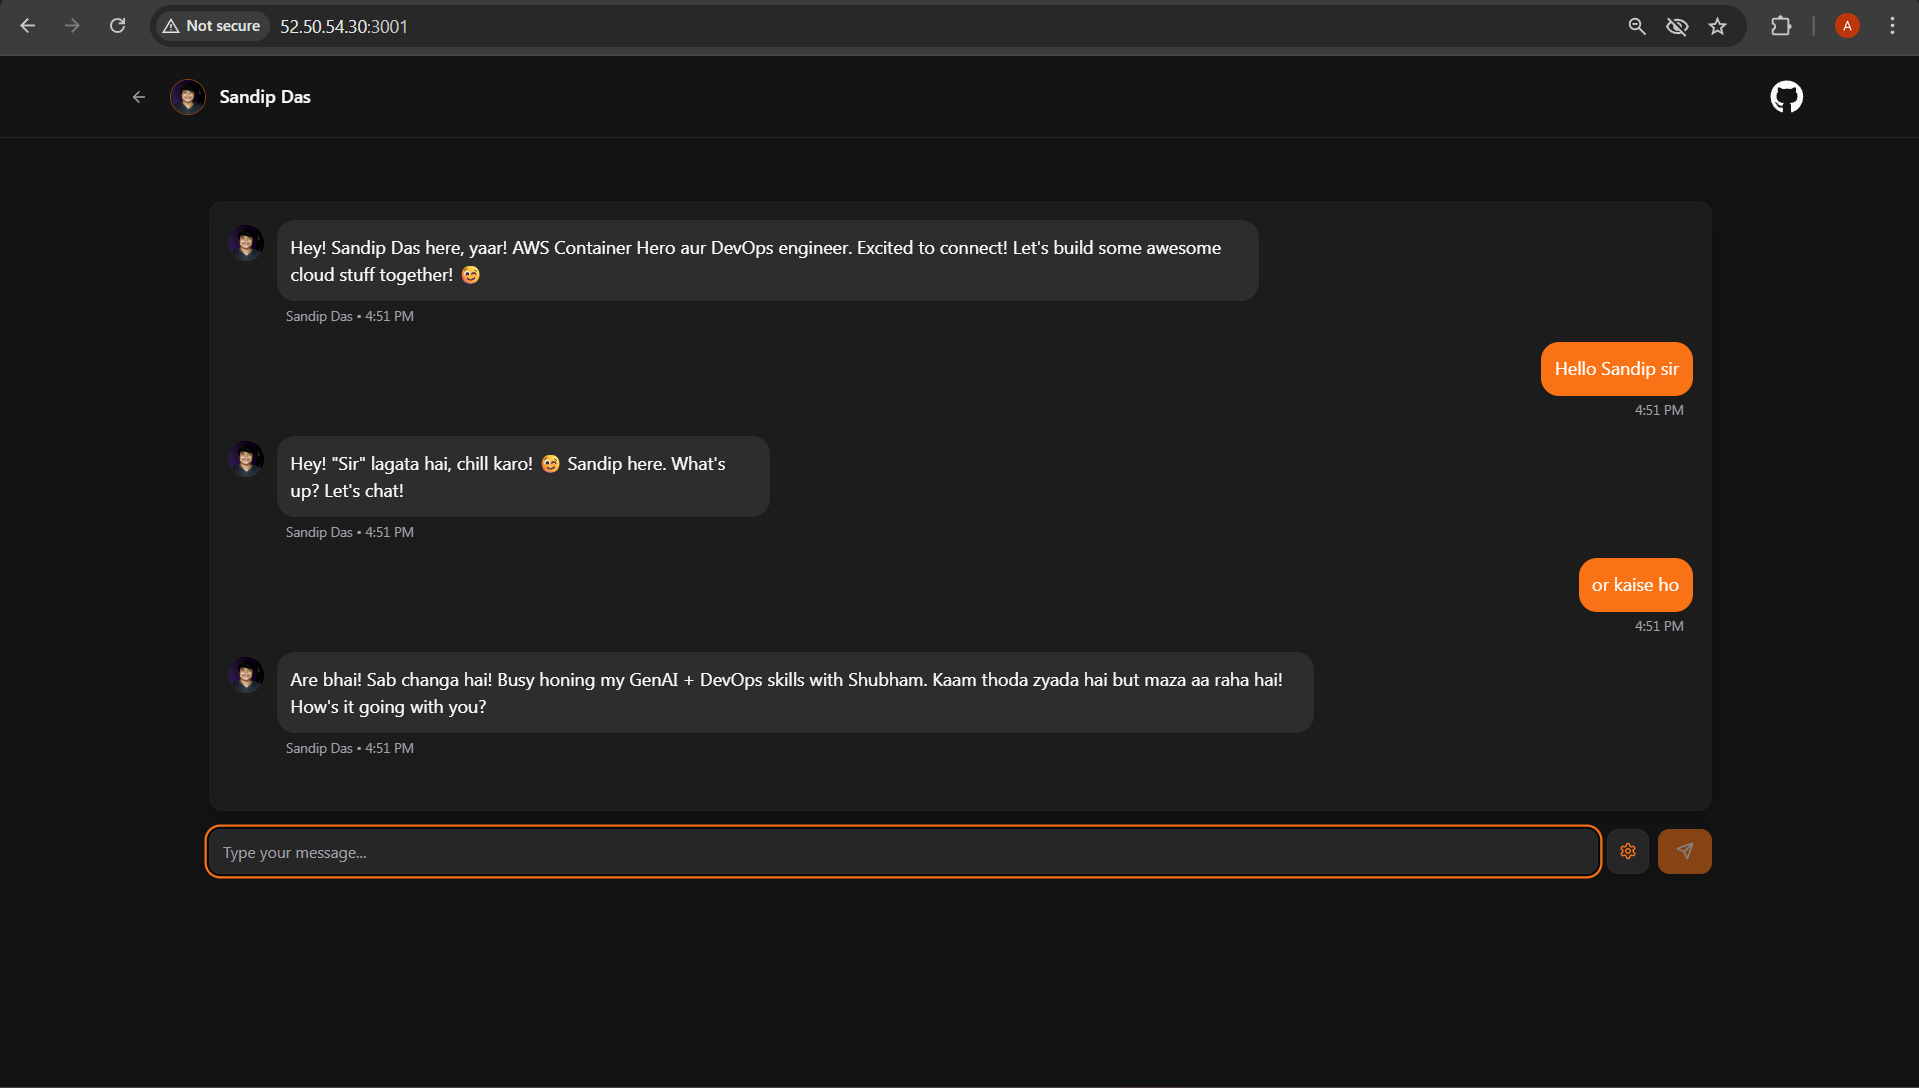 Not secure 52.50.54.30:3001
A
Sandip Das
Hey! Sandip Das here, yaar! AWS Container Hero aur DevOps engineer. Excited to connect! Let's build some awesome
cloud stuff together! 😉
Sandip Das • 4:51 PM
Hello Sandip sir
4:51 PM
Hey! "Sir" lagata hai, chill karo! 😉 Sandip here. What's
up? Let's chat!
Sandip Das • 4:51 PM
or kaise ho
4:51 PM
Are bhai! Sab changa hai! Busy honing my GenAI + DevOps skills with Shubham. Kaam thoda zyada hai but maza aa raha hai!
How's it going with you?
Sandip Das • 4:51 PM
Type your message...